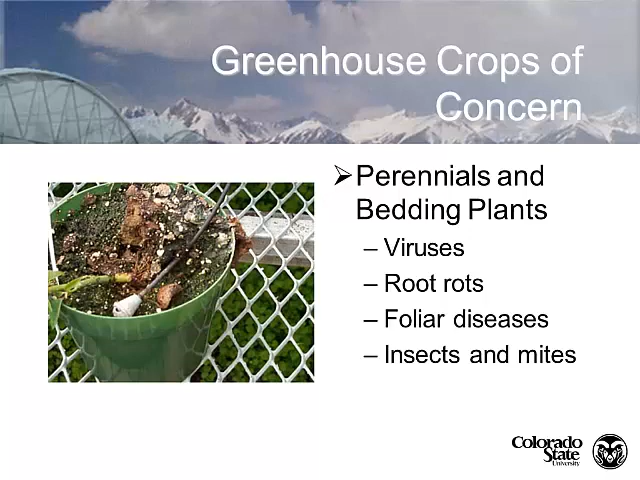 Greenhouse Crops of
Concern
➢Perennials and
Bedding Plants
– Viruses
– Root rots
– Foliar diseases
– Insects and mites
Colorado
State
University